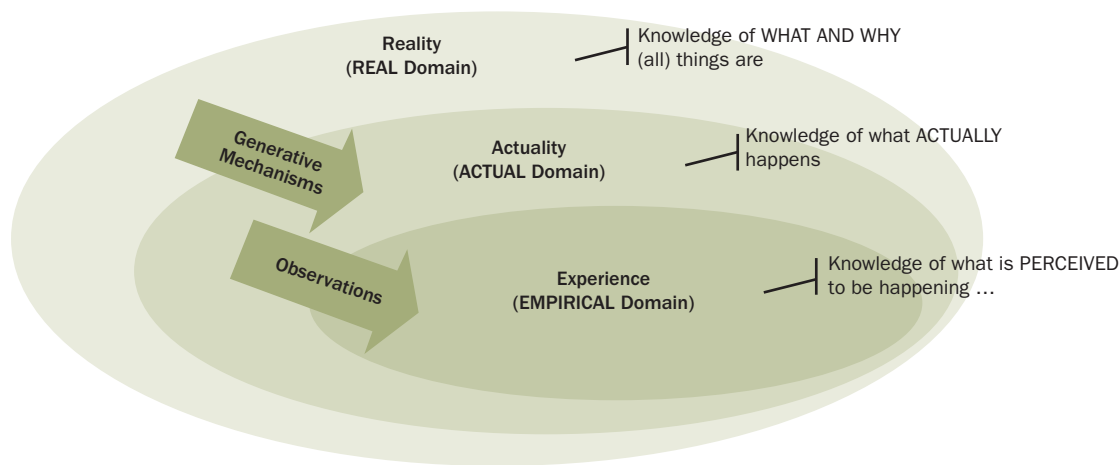 Reality
(REAL Domain)
Knowledge of WHAT AND WHY
(all) things are
Generative
Mechanisms
Actuality
(ACTUAL Domain)
Knowledge of what ACTUALLY
happens
Observations
Experience
(EMPIRICAL Domain)
Knowledge of what is PERCEIVED
to be happening …